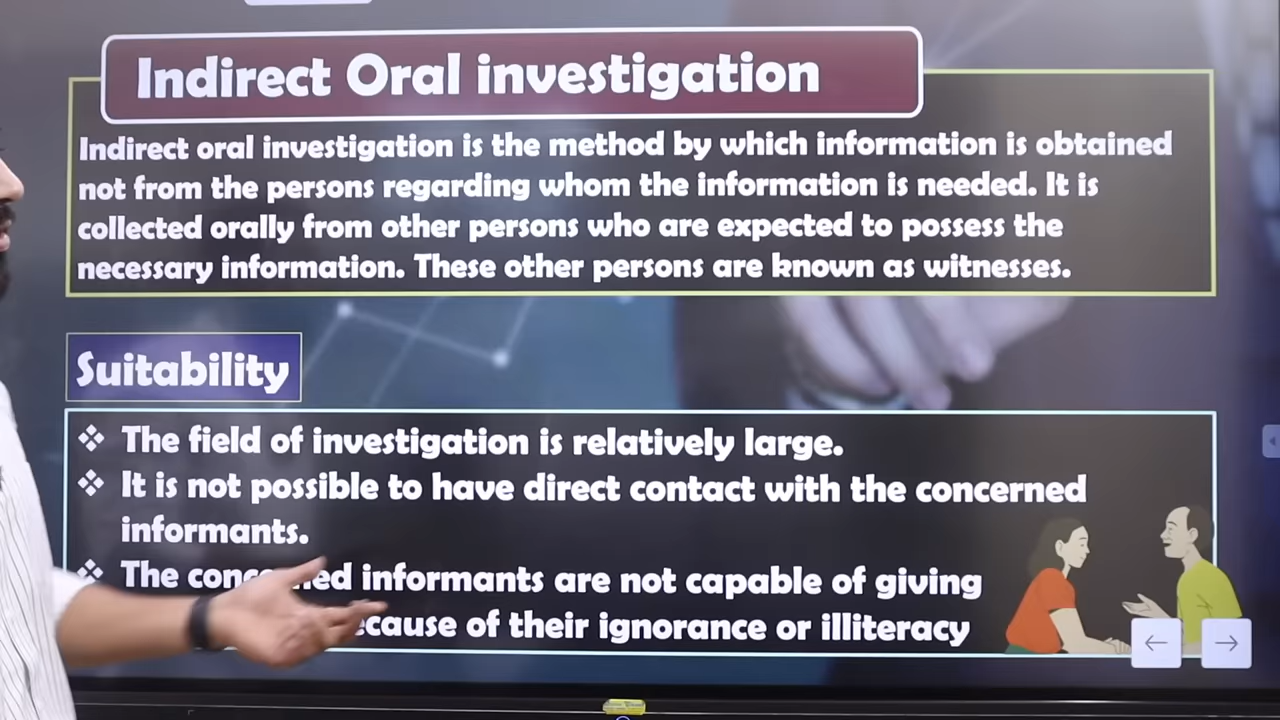 Indirect Oral investigation
Indirect oral investigation is the method by which information is obtained
not from the persons regarding whom the information is needed. It is
collected orally from other persons who are expected to possess the
necessary information. These other persons are known as witnesses.
Suitability
❖ The field of investigation is relatively large.
❖ It is not possible to have direct contact with the concerned
informants.
❖ The informants are not capable of giving
of their ignorance or illiteracy